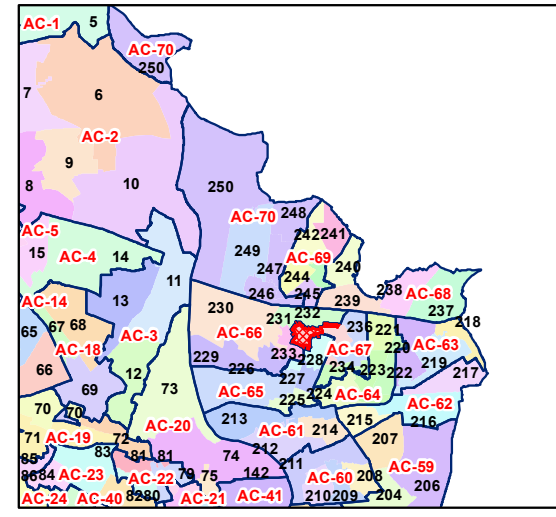 AC-1 5
AC-70
250
7 6
AC-2
9
8 10
250
AC-70 248
AC-5
15 AC-4 14
242 241
249 AC-69
247 244 240
11
AC-14 13
246 245 239 238 AC-68
237
230 231 232
65 67 68 AC-3
AC-18
AC-66 236 221 218
AC-67 220 AC-63
229 233 228 219
66 226 234 223 222 217
12 73 227
69 AC-65 225 224 AC-64 AC-62
70 70 213 214 215 216
AC-20 AC-61
71 AC-19 72 212 207
85 83 81 81 74 211 AC-59
86 84 AC-23 AC-22 79 75 142 AC-60 208 206
AC-24 AC-40 82 80 AC-21 AC-41 210 209 204